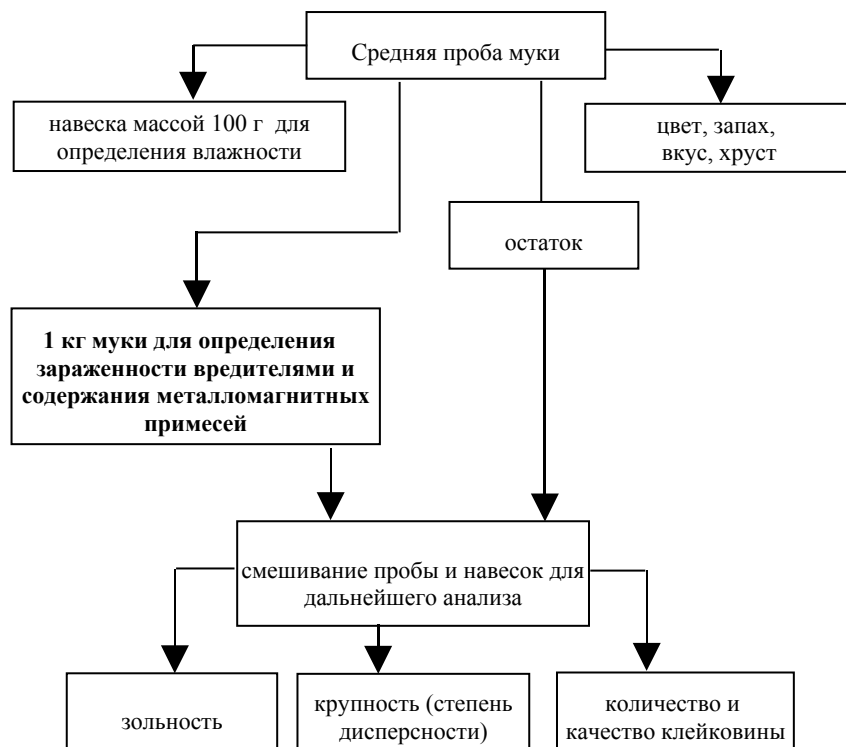 Средняя проба муки
навеска массой 100 г для
определения влажности
цвет, запах,
вкус, хруст
остаток
1 кг муки для определения
зараженности вредителями и
содержания металломагнитных
примесей
смешивание пробы и навесок для
дальнейшего анализа
зольность
крупность (степень
дисперсности)
количество и
качество клейковины